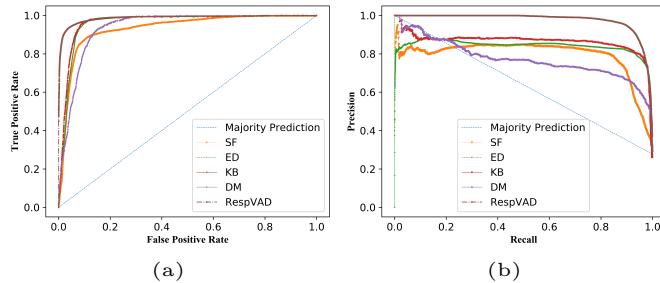 1.0
0.8
0.6
0.4
0.2
0.0
True Positive Rate
0.0 0.2 0.4 0.6 0.8 1.0
False Positive Rate
Majority Prediction
SF
ED
KB
DM
RespVAD
(a)
1.0
0.8
0.6
0.4
0.2
0.0
Precision
0.0 0.2 0.4 0.6 0.8 1.0
Recall
Majority Prediction
SF
ED
KB
DM
RespVAD
(b)